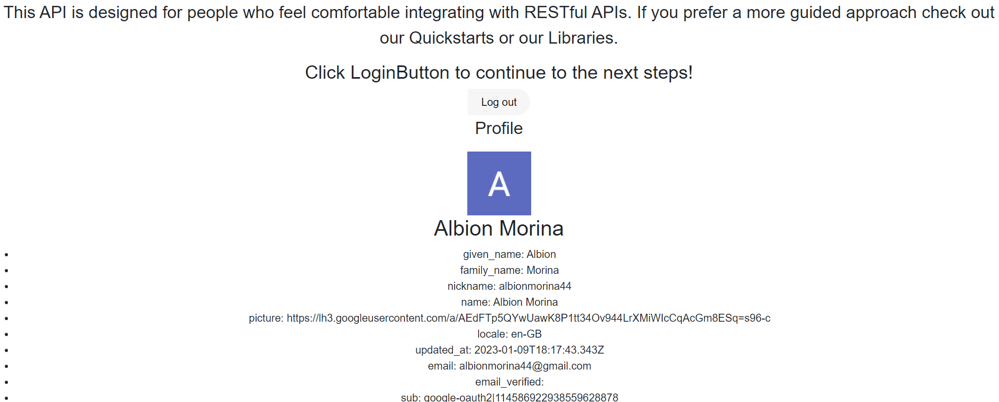 This API is designed for people who feel comfortable integrating with RESTful APIs. If you prefer a more guided approach check out
our Quickstarts or our Libraries.
Click LoginButton to continue to the next steps!
Log out
Profile
A
Albion Morina
• given_name: Albion
• family_name: Morina
• nickname: albionmorina44
• name: Albion Morina
• picture: https://lh3.googleusercontent.com/a/AEdFTp5QYwUawK8P1tt34Ov944LrXMiWIcCqAcGm8ESq=s96-c
• locale: en-GB
• updated_at: 2023-01-09T18:17:43.343Z
• email: albionmorina44@gmail.com
• email_verified:
• sub: google-oauth2|114586922938559628878